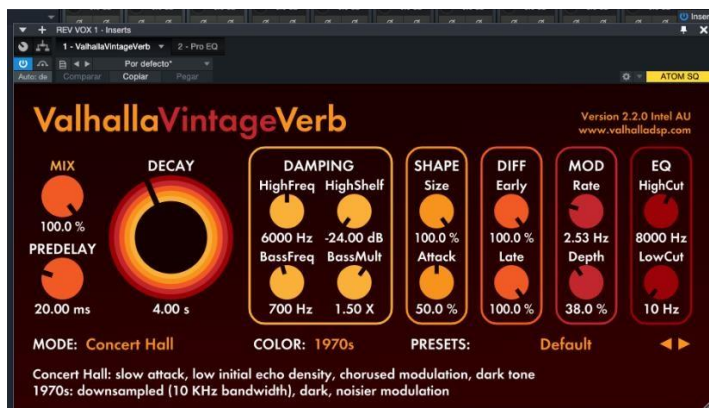 Inser
REV VOX 1 - Inserts
1 - ValhallaVintageVerb 2 - Pro EQ
Por defecto*
Auto: de Comparar Copiar Pegar ATOM SQ
ValhallaVintageVerb
Version 2.2.0 Intel AU
www.valhalladsp.com
MIX DECAY DAMPING SHAPE DIFF MOD EQ
HighFreq HighShelf Size Early Rate HighCut
100.0 % 6000 Hz -24.00 dB 100.0 % 100.0 % 2.53 Hz 8000 Hz
PREDELAY BassFreq BassMult Attack Late Depth LowCut
20.00 ms 4.00 s 700 Hz 1.50 X 50.0 % 100.0 % 38.0 % 10 Hz
MODE: Concert Hall COLOR: 1970s PRESETS: Default
Concert Hall: slow attack, low initial echo density, chorused modulation, dark tone
1970s: downsampled (10 KHz bandwidth), dark, noisier modulation